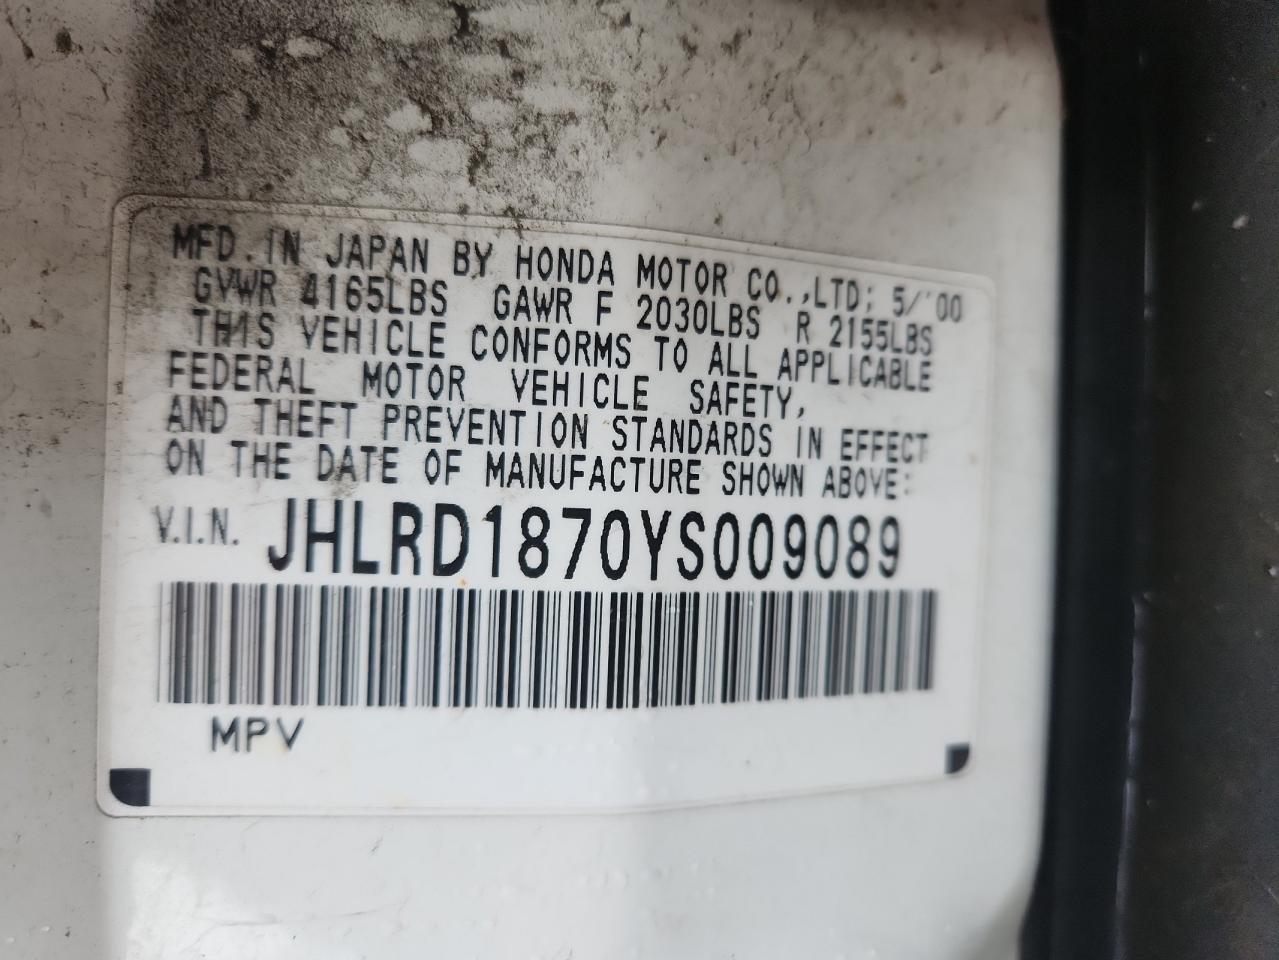 MFD. IN JAPAN BY HONDA MOTOR CO.,LTD; 5/'00
GVWR 4165LBS GAWR F 2030LBS R 2155LBS
THIS VEHICLE CONFORMS TO ALL APPLICABLE
FEDERAL MOTOR VEHICLE SAFETY,
AND THEFT PREVENTION STANDARDS IN EFFECT
ON THE DATE OF MANUFACTURE SHOWN ABOVE:
V.I.N. JHLRD1870YS009089
MPV